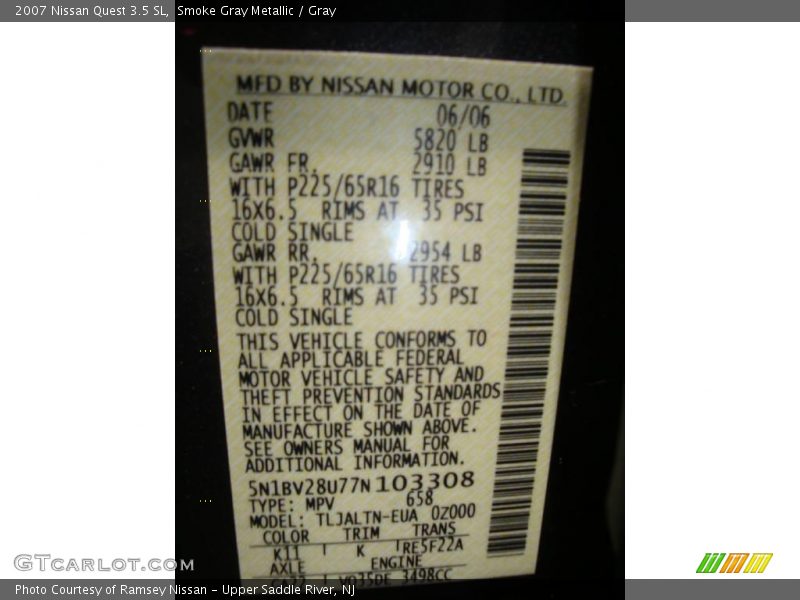 2007 Nissan Quest 3.5 SL, Smoke Gray Metallic / Gray
MFD BY NISSAN MOTOR CO., LTD.
DATE 06/06
GVWR 5820 LB
GAWR FR. 2910 LB
WITH P225/65R16 TIRES
16X6.5 RIMS AT 35 PSI
COLD SINGLE
GAWR RR. 2954 LB
WITH P225/65R16 TIRES
16X6.5 RIMS AT 35 PSI
COLD SINGLE
THIS VEHICLE CONFORMS TO
ALL APPLICABLE FEDERAL
MOTOR VEHICLE SAFETY AND
THEFT PREVENTION STANDARDS
IN EFFECT ON THE DATE OF
MANUFACTURE SHOWN ABOVE.
SEE OWNERS MANUAL FOR
ADDITIONAL INFORMATION.
5N1BV28U77N103308
TYPE: MPV 658
MODEL: TLJALTN-EUA 0Z000
COLOR TRIM TRANS
K11 K RE5F22A
AXLE ENGINE
VQ35DE 3498CC
GTCarlot.com
Photo Courtesy of Ramsey Nissan - Upper Saddle River, NJ